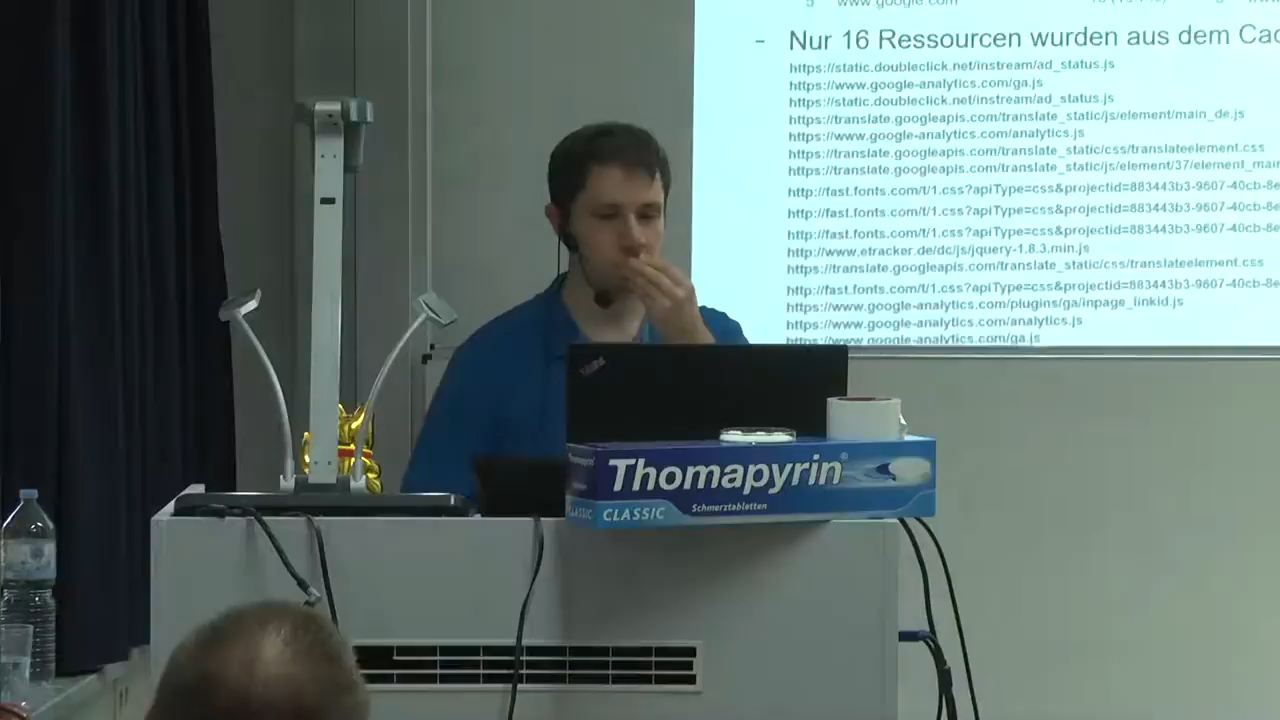 5 www.google.com
- Nur 16 Ressourcen wurden aus dem
https://static.doubleclick.net/instream/ad_status.js
https://www.google-analytics.com/ga.js
https://static.doubleclick.net/instream/ad_status.js
https://translate.googleapis.com/translate_static/js/element/main_de.js
https://www.google-analytics.com/analytics.js
https://translate.googleapis.com/translate_static/css/translateelement.css
https://translate.googleapis.com/translate_static/js/element/37/element_mai
http://fast.fonts.com/t/1.css?apiType=css&projectid=883443b3-9607-40cb-8e
http://fast.fonts.com/t/1.css?apiType=css&projectid=883443b3-9607-40cb-8e
http://fast.fonts.com/t/1.css?apiType=css&projectid=883443b3-9607-40cb-8e
http://www.etracker.de/dc/js/jquery-1.8.3.min.js
https://translate.googleapis.com/translate_static/css/translateelement.css
http://fast.fonts.com/t/1.css?apiType=css&projectid=883443b3-9607-40cb-8e
https://www.google-analytics.com/plugins/ga/inpage_linkid.js
https://www.google-analytics.com/analytics.js
https://www.google-analytics.com/ga.js
Thomapyrin®
CLASSIC Schmerztabletten